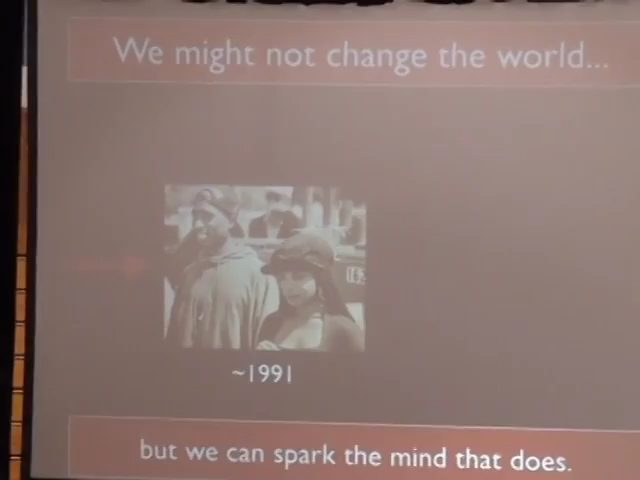 We might not change the world...
~1991
but we can spark the mind that does.